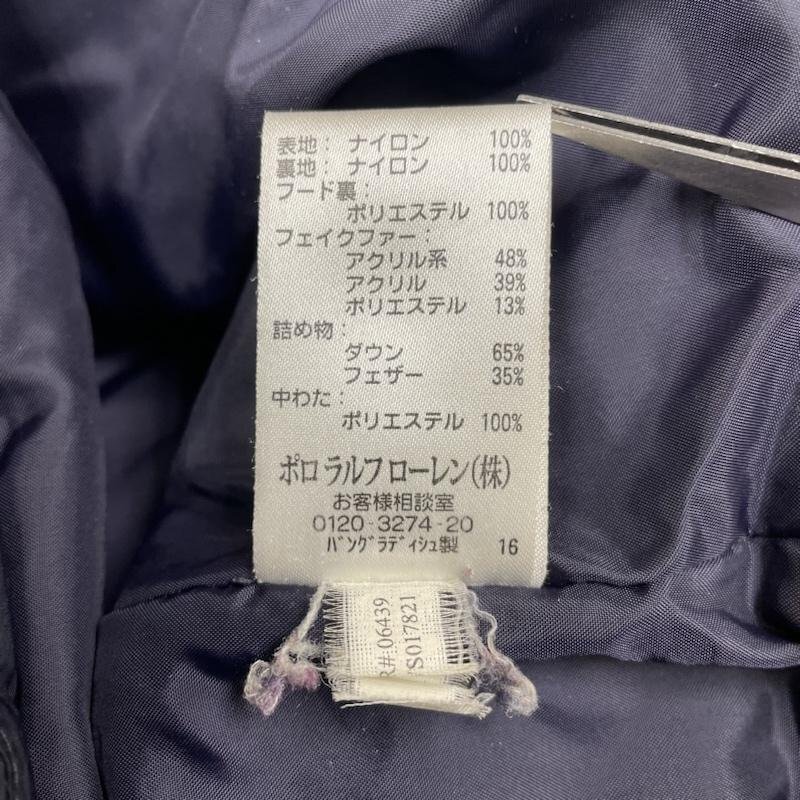 表地: ナイロン 100%
裏地: ナイロン 100%
フード裏:
ポリエステル 100%
フェイクファー:
アクリル系 48%
アクリル 39%
ポリエステル 13%
詰め物:
ダウン 65%
フェザー 35%
中わた:
ポリエステル 100%
ポロ ラルフ ローレン(株)
お客様相談室
0120-3274-20
ﾊﾞﾝｸﾞﾗﾃﾞｨｼｭ製 16
R#:06439
S017821